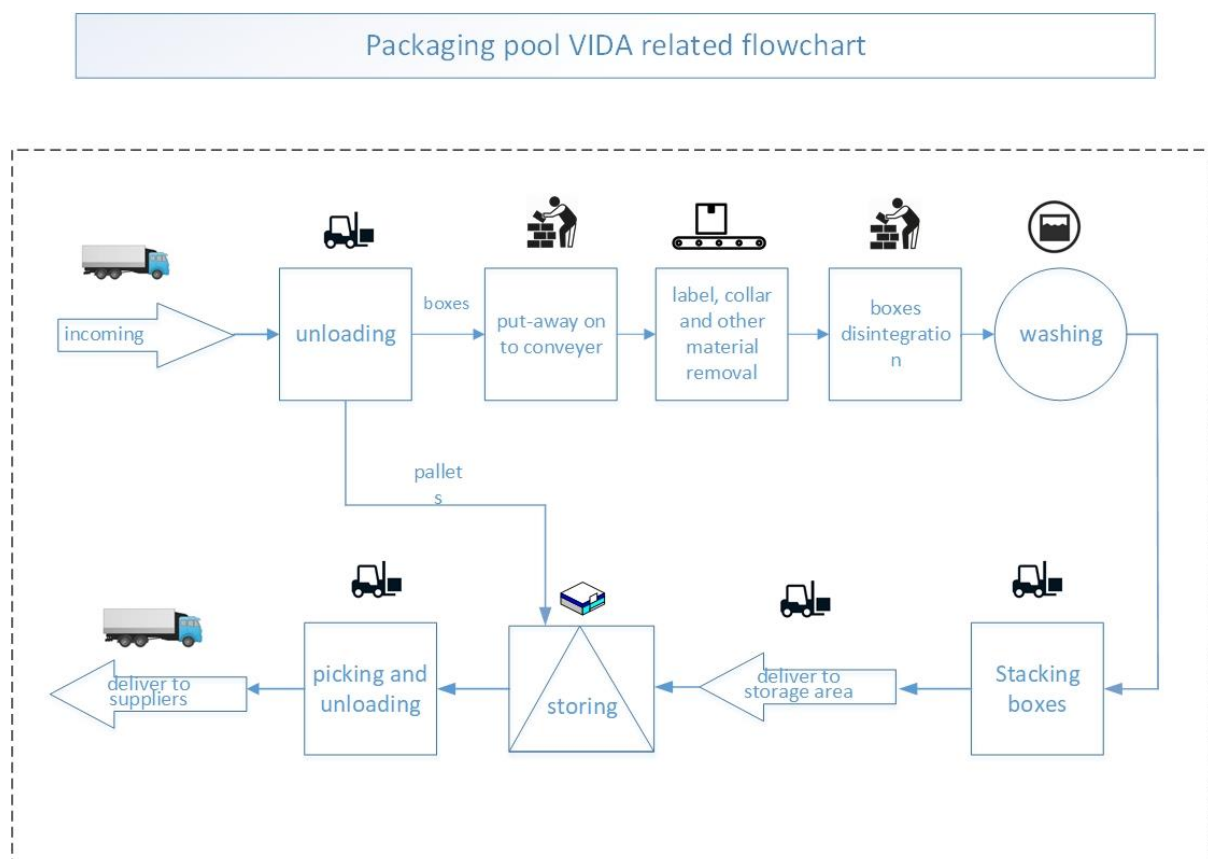 Packaging pool VIDA related flowchart
incoming
unloading
boxes
put-away on
to conveyer
label, collar
and other
material
removal
boxes
disintegratio
n
washing
pallet
s
deliver to
suppliers
picking and
unloading
storing
deliver to
storage area
Stacking
boxes